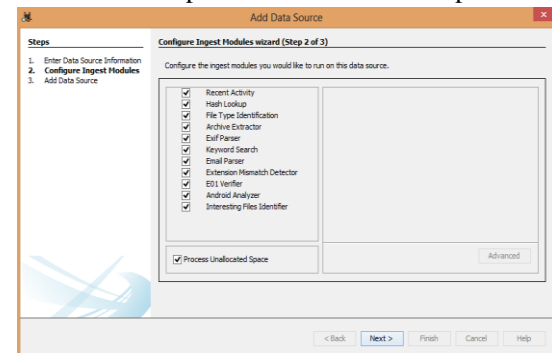 Add Data Source
Steps
1. Enter Data Source Information
2. Configure Ingest Modules
3. Add Data Source
Configure Ingest Modules wizard (Step 2 of 3)
Configure the ingest modules you would like to run on this data source.
Recent Activity
Hash Lookup
File Type Identification
Archive Extractor
Exif Parser
Keyword Search
Email Parser
Extension Mismatch Detector
E01 Verifier
Android Analyzer
Interesting Files Identifier
Process Unallocated Space
Advanced
< Back Next > Finish Cancel Help